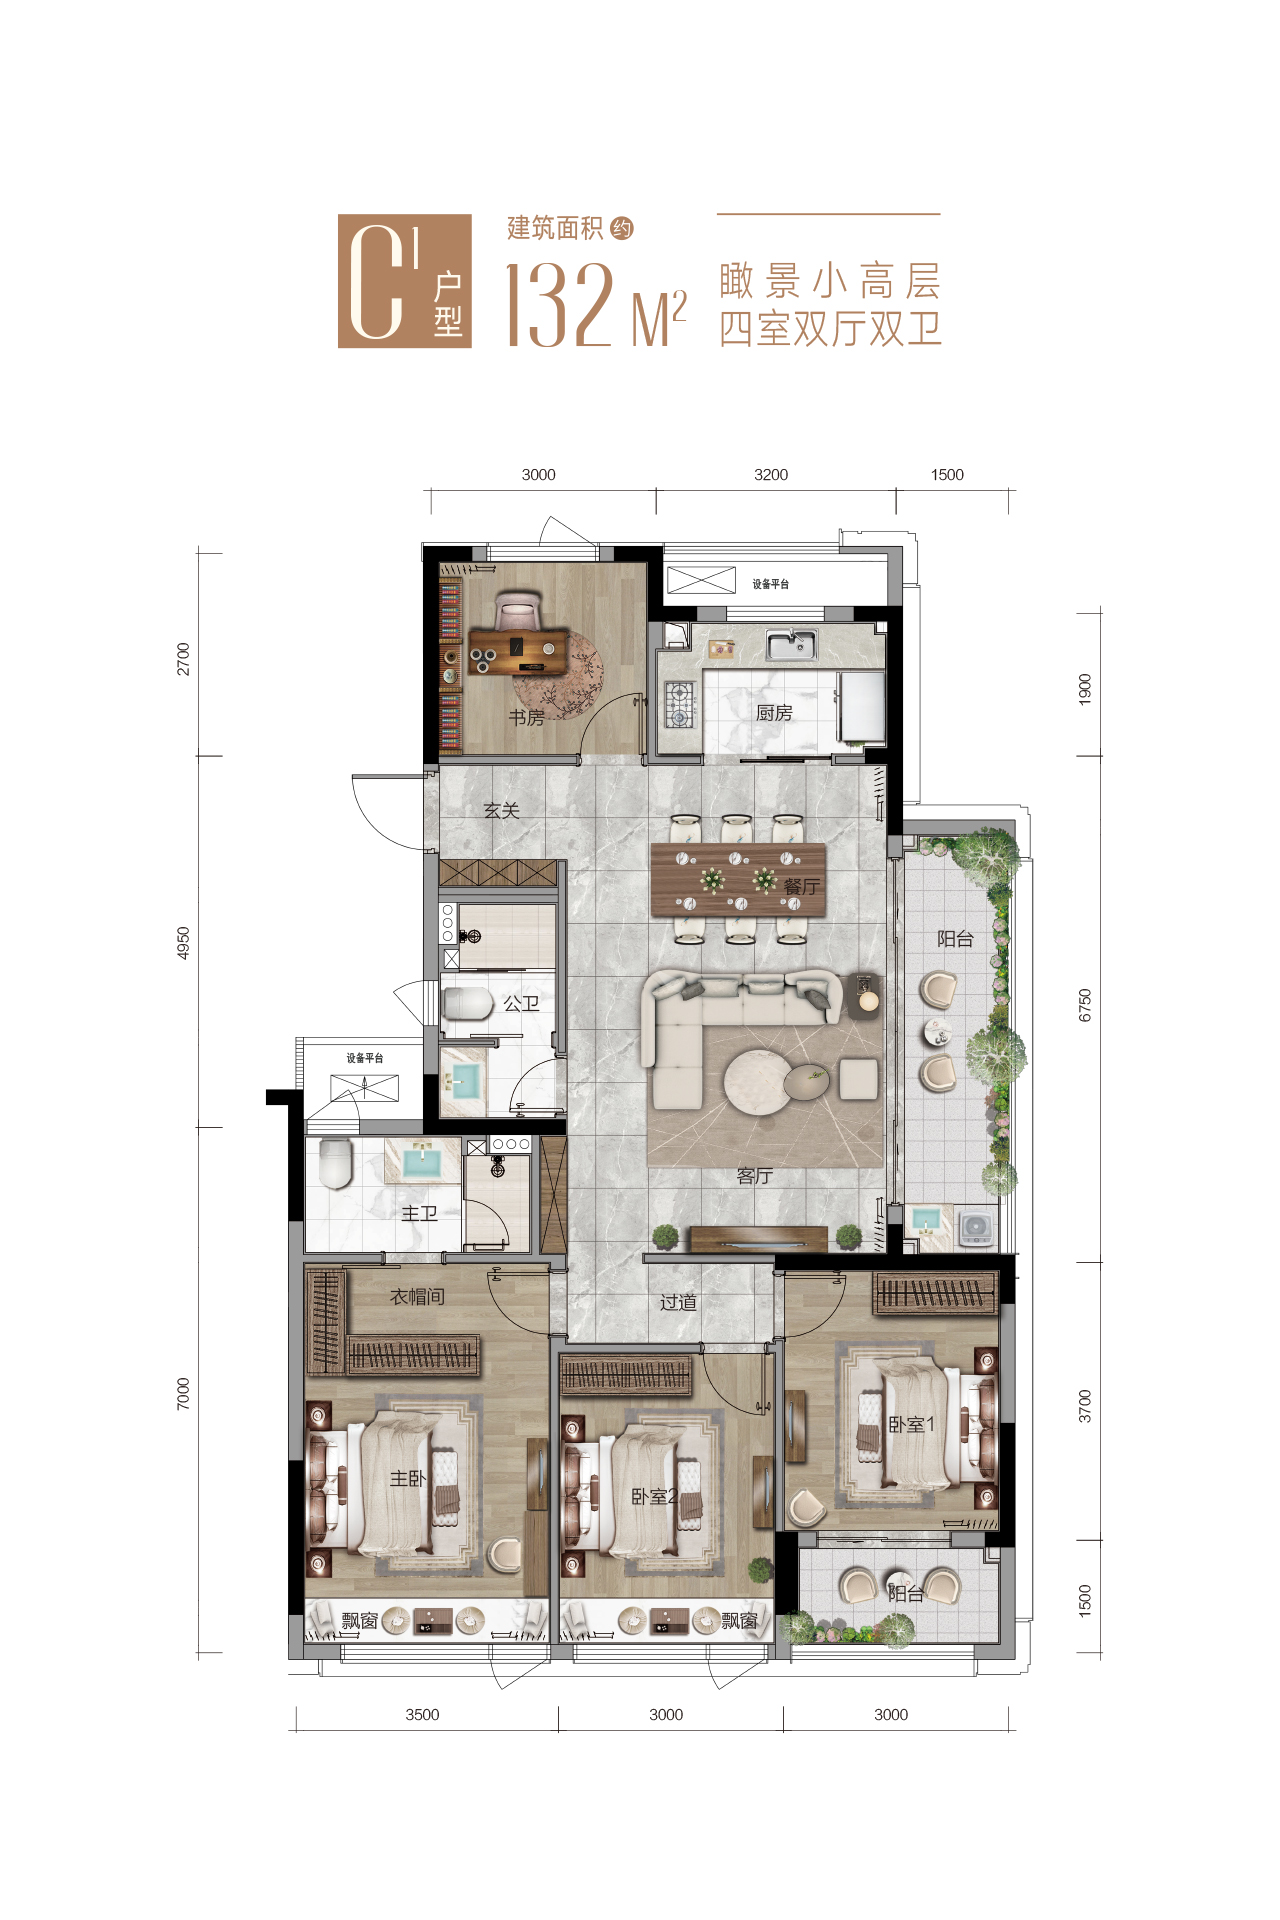 C¹户型
建筑面积约
132 M²
瞰景小高层
四室双厅双卫
3000
3200
1500
设备平台
2700
1900
书房
厨房
玄关
餐厅
阳台
4950
公卫
6750
设备平台
客厅
主卫
衣帽间
过道
7000
3700
卧室1
主卧
卧室2
阳台
1500
飘窗
飘窗
3500
3000
3000